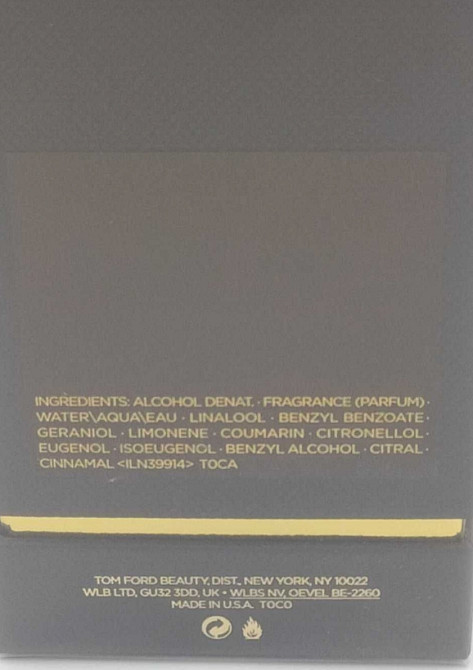 INGREDIENTS: ALCOHOL DENAT. · FRAGRANCE (PARFUM) ·
WATER\AQUA\EAU · LINALOOL · BENZYL BENZOATE ·
GERANIOL · LIMONENE · COUMARIN · CITRONELLOL ·
EUGENOL · ISOEUGENOL · BENZYL ALCOHOL · CITRAL ·
CINNAMAL <ILN39914> T0CA
TOM FORD BEAUTY, DIST., NEW YORK, NY 10022
WLB LTD, GU32 3DD, UK • WLBS NV, OEVEL BE-2260
MADE IN U.S.A. T0C0